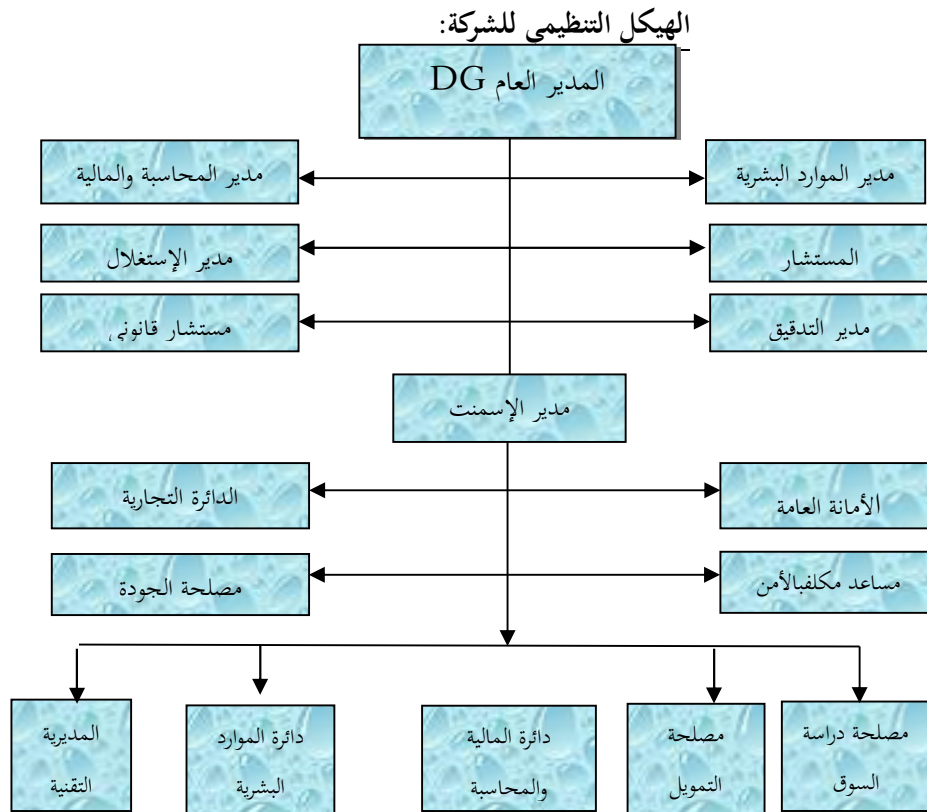 الهيكل التنظيمي للشركة:
المدير العام DG
مدير الموارد البشرية
مدير المحاسبة والمالية
المستشار
مدير الإستغلال
مدير التدقيق
مستشار قانوني
مدير الإسمنت
الأمانة العامة
الدائرة التجارية
مساعد مكلفبالأمن
مصلحة الجودة
مصلحة دراسة
السوق
مصلحة
التمويل
دائرة المالية
والمحاسبة
دائرة الموارد
البشرية
المديرية
التقنية